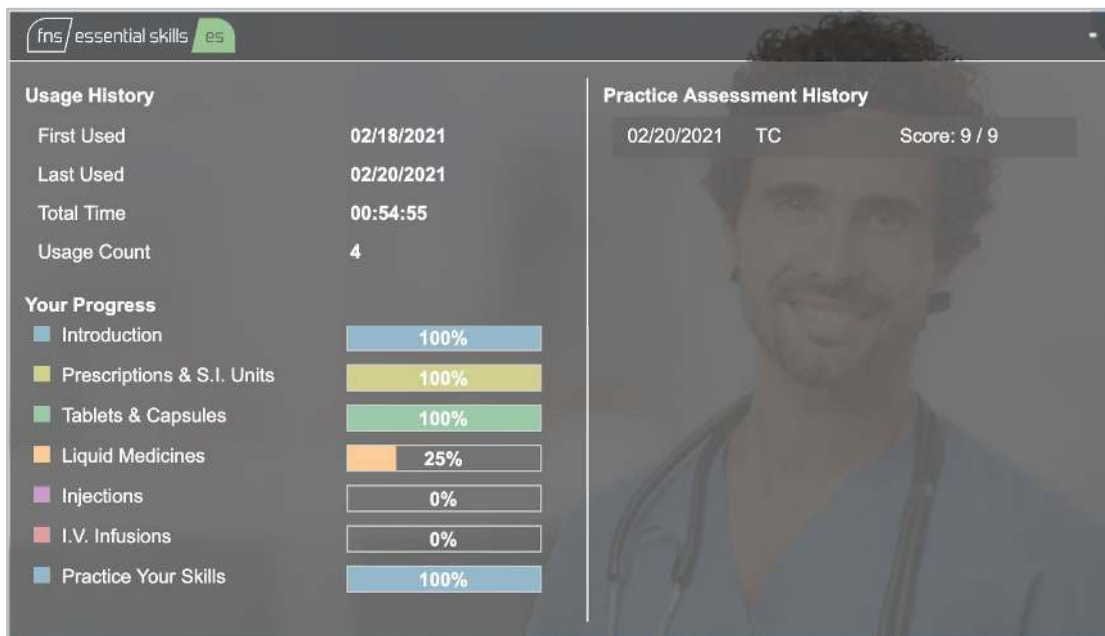 fns essential skills es
Usage History
First Used 02/18/2021
Last Used 02/20/2021
Total Time 00:54:55
Usage Count 4
Your Progress
Introduction 100%
Prescriptions & S.I. Units 100%
Tablets & Capsules 100%
Liquid Medicines 25%
Injections 0%
I.V. Infusions 0%
Practice Your Skills 100%
Practice Assessment History
02/20/2021 TC Score: 9 / 9